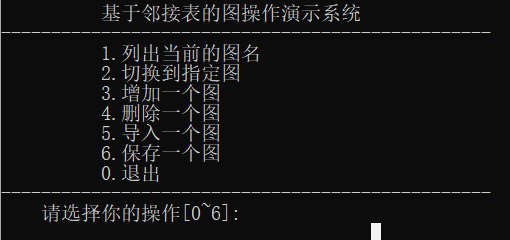 基于邻接表的图操作演示系统
1.列出当前的图名
2.切换到指定图
3.增加一个图
4.删除一个图
5.导入一个图
6.保存一个图
0.退出
请选择你的操作[0~6]: